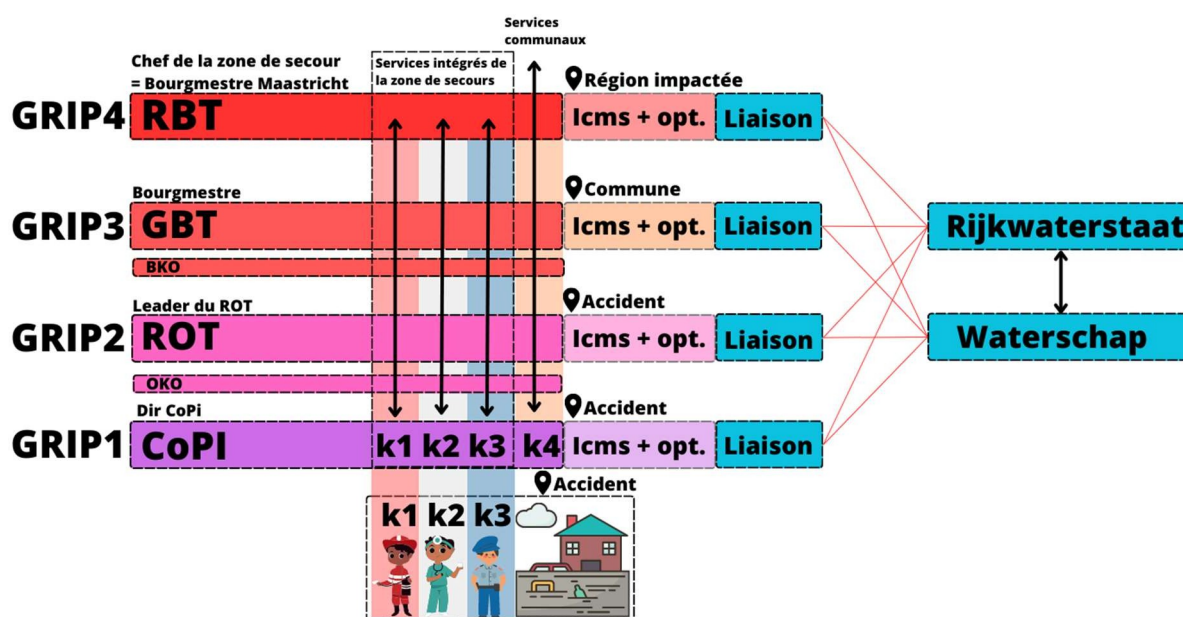 Services
communaux
Chef de la zone de secour
= Bourgmestre Maastricht
Services intégrés de
la zone de secours
Région impactée
GRIP4
RBT
Icms + opt.
Liaison
Bourgmestre
Commune
GRIP3
GBT
Icms + opt.
Liaison
Rijkwaterstaat
BKO
Leader du ROT
Accident
GRIP2
ROT
Icms + opt.
Liaison
Waterschap
OKO
Dir CoPi
Accident
GRIP1
CoPI
k1
k2
k3
k4
Icms + opt.
Liaison
Accident
k1
k2
k3